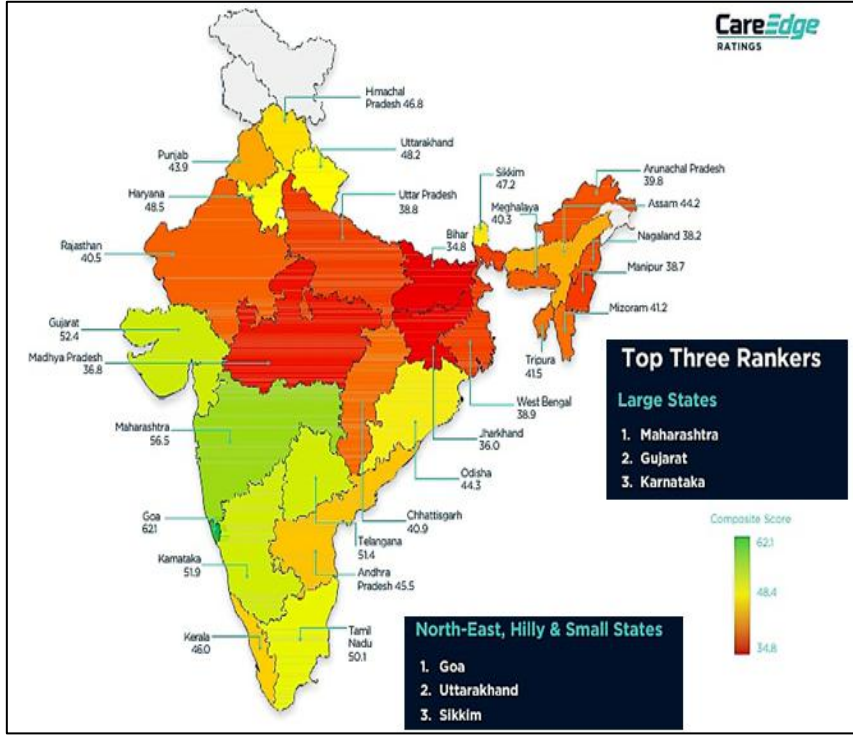 CareEdge
RATINGS
Himachal
Pradesh 46.8
Uttarakhand
48.2
Punjab
43.9
Haryana
48.5
Uttar Pradesh
38.8
Sikkim
47.2
Arunachal Pradesh
39.8
Meghalaya
40.3
Assam 44.2
Nagaland 38.2
Bihar
34.8
Manipur 38.7
Rajasthan
40.5
Mizoram 41.2
Gujarat
52.4
Tripura
41.5
Madhya Pradesh
36.8
West Bengal
38.9
Maharashtra
56.5
Jharkhand
36.0
Odisha
44.3
Goa
62.1
Chhattisgarh
40.9
Telangana
51.4
Karnataka
51.9
Andhra
Pradesh 45.5
Kerala
46.0
Tamil
Nadu
50.1
Top Three Rankers
Large States
1. Maharashtra
2. Gujarat
3. Karnataka
Composite Score
62.1
48.4
34.8
North-East, Hilly & Small States
1. Goa
2. Uttarakhand
3. Sikkim